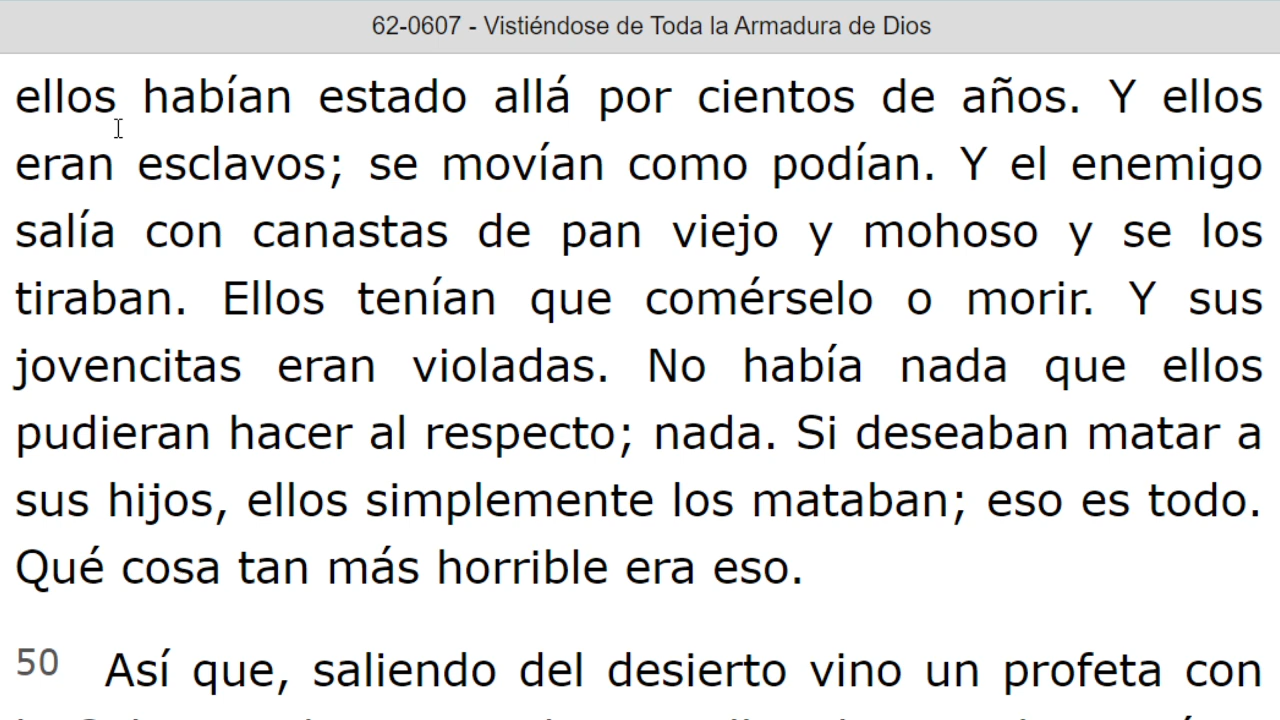 62-0607 - Vistiéndose de Toda la Armadura de Dios
ellos habían estado allá por cientos de años. Y ellos
eran esclavos; se movían como podían. Y el enemigo
salía con canastas de pan viejo y mohoso y se los
tiraban. Ellos tenían que comérselo o morir. Y sus
jovencitas eran violadas. No había nada que ellos
pudieran hacer al respecto; nada. Si deseaban matar a
sus hijos, ellos simplemente los mataban; eso es todo.
Qué cosa tan más horrible era eso.
50 Así que, saliendo del desierto vino un profeta con